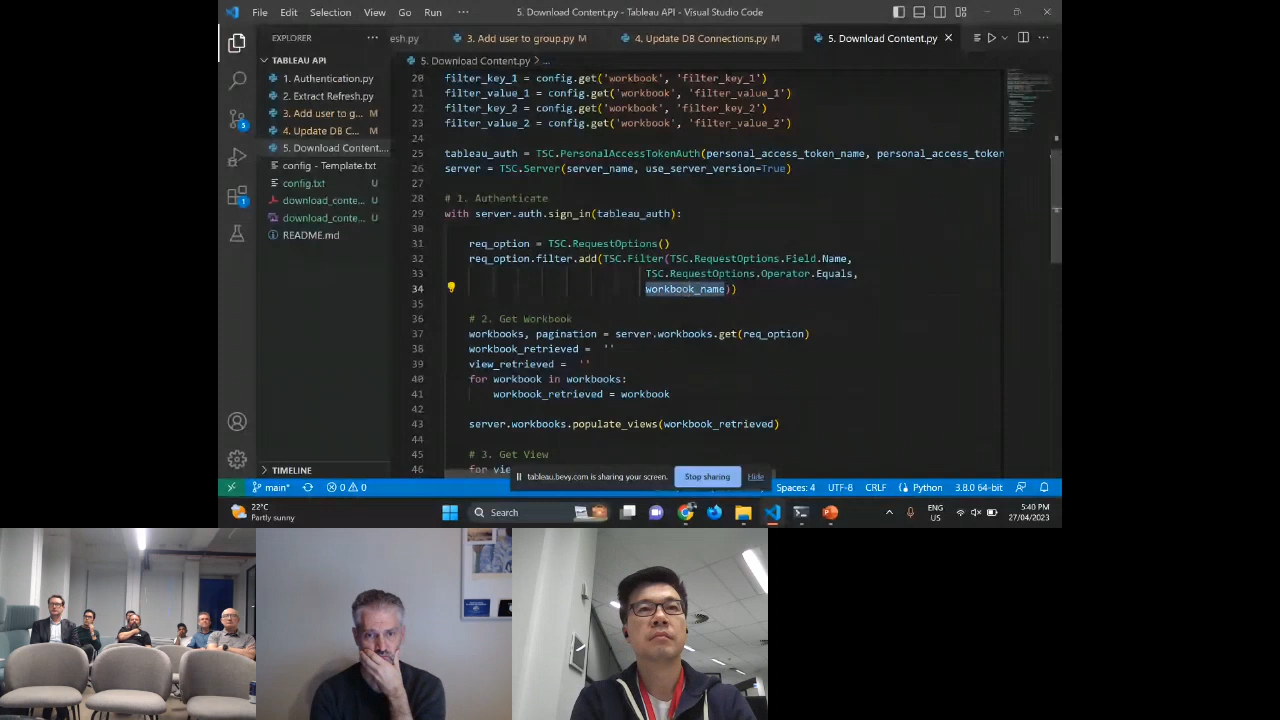 File Edit Selection View Go Run ··· 5. Download Content.py - Tableau API - Visual Studio Code
EXPLORER ··· esh.py 3. Add user to group.py M 4. Update DB Connections.py M 5. Download Content.py
TABLEAU API
5. Download Content.py > ...
1. Authentication.py
2. Extract Refresh.py
3. Add user to g... M
4. Update DB C... M
5. Download Content....
config - Template.txt
config.txt U
download_conte... U
download_conte... U
README.md
TIMELINE
20 filter_key_1 = config.get('workbook', 'filter_key_1')
21 filter_value_1 = config.get('workbook', 'filter_value_1')
22 filter_key_2 = config.get('workbook', 'filter_key_2')
23 filter_value_2 = config.get('workbook', 'filter_value_2')
24
25 tableau_auth = TSC.PersonalAccessTokenAuth(personal_access_token_name, personal_access_token
26 server = TSC.Server(server_name, use_server_version=True)
27
28 # 1. Authenticate
29 with server.auth.sign_in(tableau_auth):
30
31 req_option = TSC.RequestOptions()
32 req_option.filter.add(TSC.Filter(TSC.RequestOptions.Field.Name,
33 TSC.RequestOptions.Operator.Equals,
34 workbook_name))
35
36 # 2. Get Workbook
37 workbooks, pagination = server.workbooks.get(req_option)
38 workbook_retrieved = ''
39 view_retrieved = ''
40 for workbook in workbooks:
41 workbook_retrieved = workbook
42
43 server.workbooks.populate_views(workbook_retrieved)
44
45 # 3. Get View
46 for vie
5
1
tableau.bevy.com is sharing your screen. Stop sharing Hide
main* 0 0 Spaces: 4 UTF-8 CRLF Python 3.8.0 64-bit
22°C
Partly sunny
Search
ENG
US
5:40 PM
27/04/2023